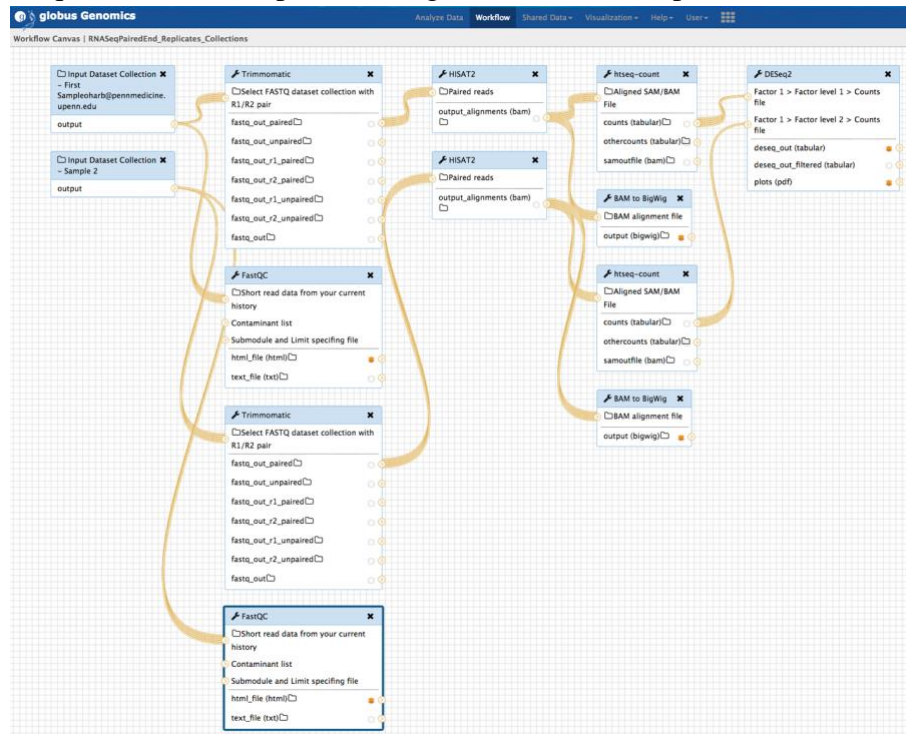 globus Genomics
Analyze Data Workflow Shared Data Visualization Help User
Workflow Canvas | RNASeqPairedEnd_Replicates_Collections
Input Dataset Collection
- First
Sampleoharb@pennmedicine.
upenn.edu
output
Input Dataset Collection
- Sample 2
output
Trimmomatic
Select FASTQ dataset collection with
R1/R2 pair
fastq_out_paired
fastq_out_unpaired
fastq_out_r1_paired
fastq_out_r2_paired
fastq_out_r1_unpaired
fastq_out_r2_unpaired
fastq_out
FastQC
Short read data from your current
history
Contaminant list
Submodule and Limit specifing file
html_file (html)
text_file (txt)
Trimmomatic
Select FASTQ dataset collection with
R1/R2 pair
fastq_out_paired
fastq_out_unpaired
fastq_out_r1_paired
fastq_out_r2_paired
fastq_out_r1_unpaired
fastq_out_r2_unpaired
fastq_out
FastQC
Short read data from your current
history
Contaminant list
Submodule and Limit specifing file
html_file (html)
text_file (txt)
HISAT2
Paired reads
output_alignments (bam)
HISAT2
Paired reads
output_alignments (bam)
htseq-count
Aligned SAM/BAM
File
counts (tabular)
othercounts (tabular)
samoutfile (bam)
BAM to BigWig
BAM alignment file
output (bigwig)
htseq-count
Aligned SAM/BAM
File
counts (tabular)
othercounts (tabular)
samoutfile (bam)
BAM to BigWig
BAM alignment file
output (bigwig)
DESeq2
Factor 1 > Factor level 1 > Counts
file
Factor 1 > Factor level 2 > Counts
file
deseq_out (tabular)
deseq_out_filtered (tabular)
plots (pdf)